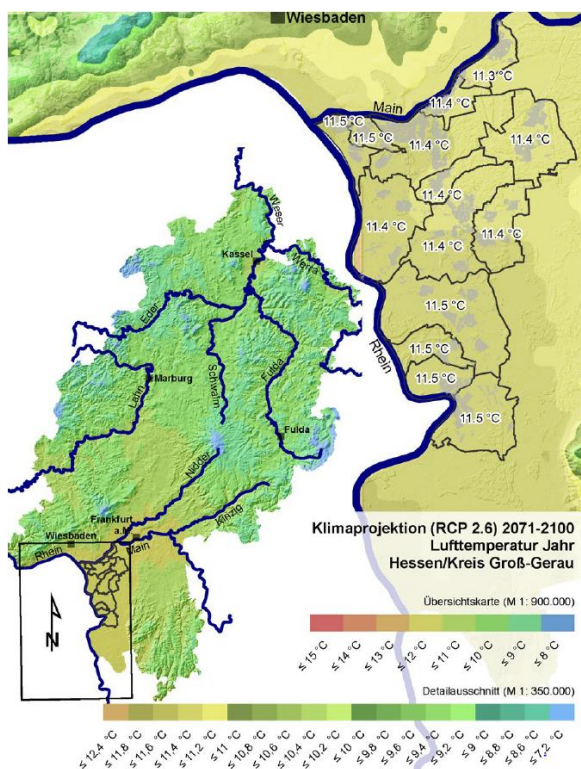 Wiesbaden
Main
11.3 °C
11.4 °C
11.5 °C
11.5 °C
11.4 °C
11.4 °C
11.4 °C
11.4 °C
11.4 °C
11.4 °C
11.5 °C
11.5 °C
11.5 °C
11.5 °C
Rhein
Weser
Kassel
Werra
Eder
Schwalm
Fulda
Lahn
Marburg
Fulda
Nidder
Kinzig
Frankfurt
a.M.
Wiesbaden
Rhein
Main
N
Klimaprojektion (RCP 2.6) 2071-2100
Lufttemperatur Jahr
Hessen/Kreis Groß-Gerau
Übersichtskarte (M 1: 900.000)
≤ 15 °C
≤ 14 °C
≤ 13 °C
≤ 12 °C
≤ 11 °C
≤ 10 °C
≤ 9 °C
≤ 8 °C
Detailausschnitt (M 1: 350.000)
≤ 12,4 °C
≤ 11,8 °C
≤ 11,6 °C
≤ 11,4 °C
≤ 11,2 °C
≤ 11 °C
≤ 10,8 °C
≤ 10,6 °C
≤ 10,4 °C
≤ 10,2 °C
≤ 10 °C
≤ 9,8 °C
≤ 9,6 °C
≤ 9,4 °C
≤ 9,2 °C
≤ 9 °C
≤ 8,8 °C
≤ 8,6 °C
≤ 7,2 °C